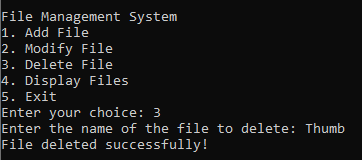 File Management System
1. Add File
2. Modify File
3. Delete File
4. Display Files
5. Exit
Enter your choice: 3
Enter the name of the file to delete: Thumb
File deleted successfully!